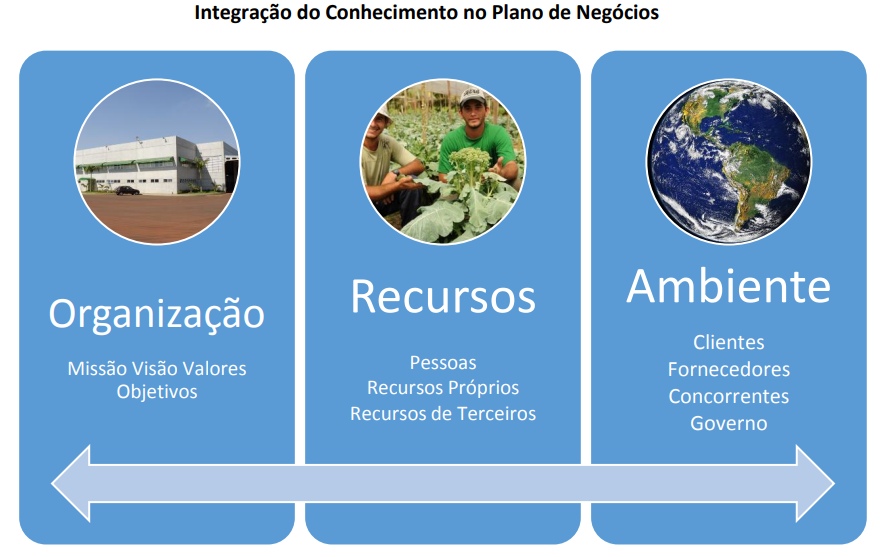 Integração do Conhecimento no Plano de Negócios
Organização
Missão Visão Valores
Objetivos
Recursos
Pessoas
Recursos Próprios
Recursos de Terceiros
Ambiente
Clientes
Fornecedores
Concorrentes
Governo